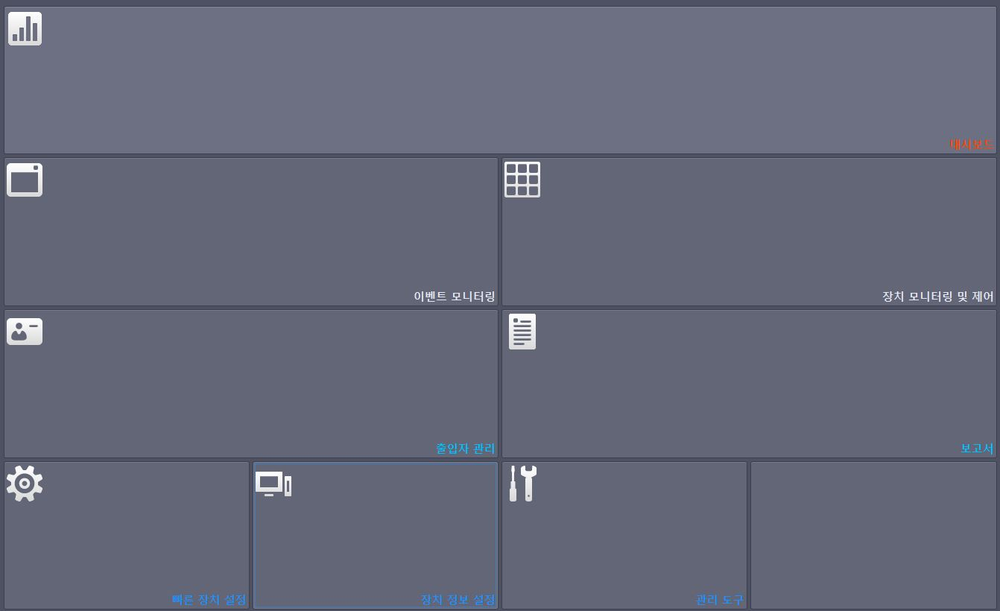 대시보드
이벤트 모니터링
장치 모니터링 및 제어
출입자 관리
보고서
빠른 장치 설정
장치 정보 설정
관리 도구